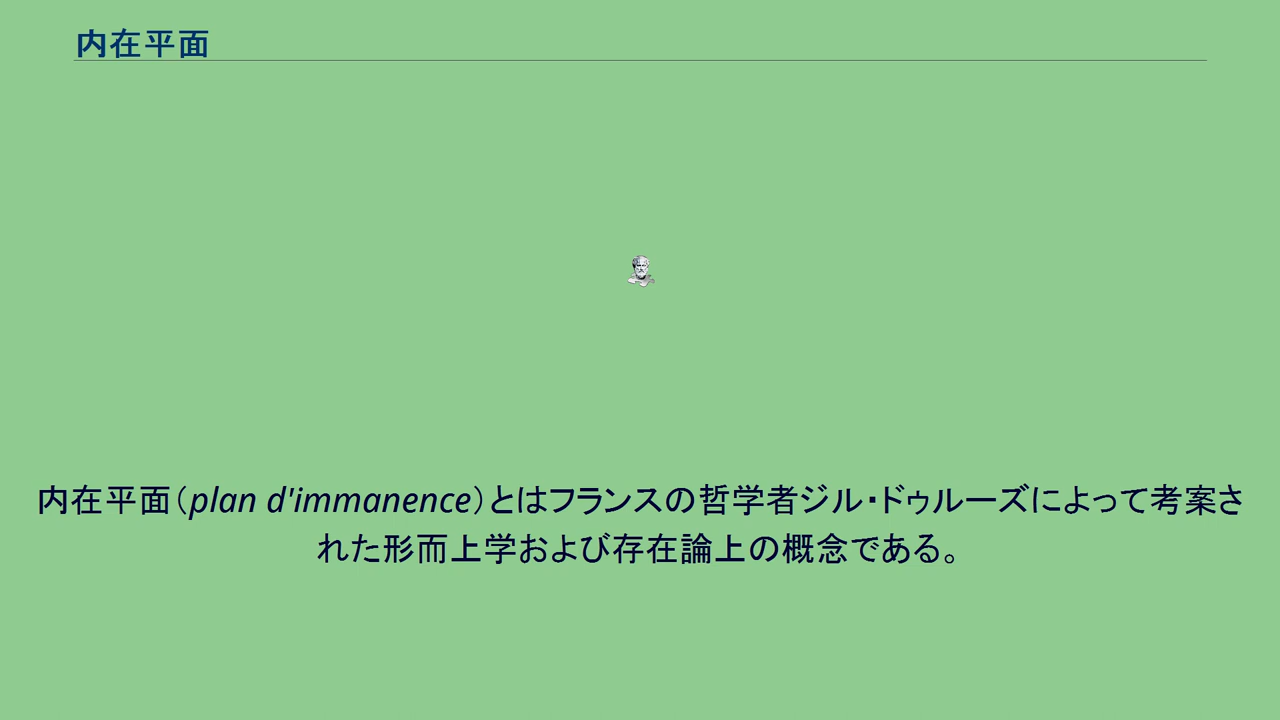 内在平面
内在平面（plan d'immanence）とはフランスの哲学者ジル・ドゥルーズによって考案さ
れた形而上学および存在論上の概念である。